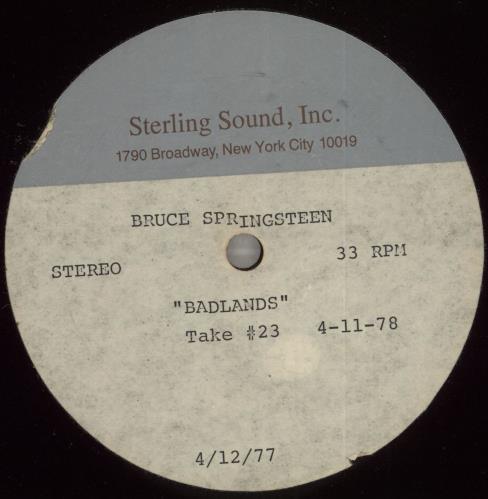 Sterling Sound, Inc.
1790 Broadway, New York City 10019
BRUCE SPRINGSTEEN
STEREO 33 RPM
"BADLANDS"
Take #23 4-11-78
4/12/77